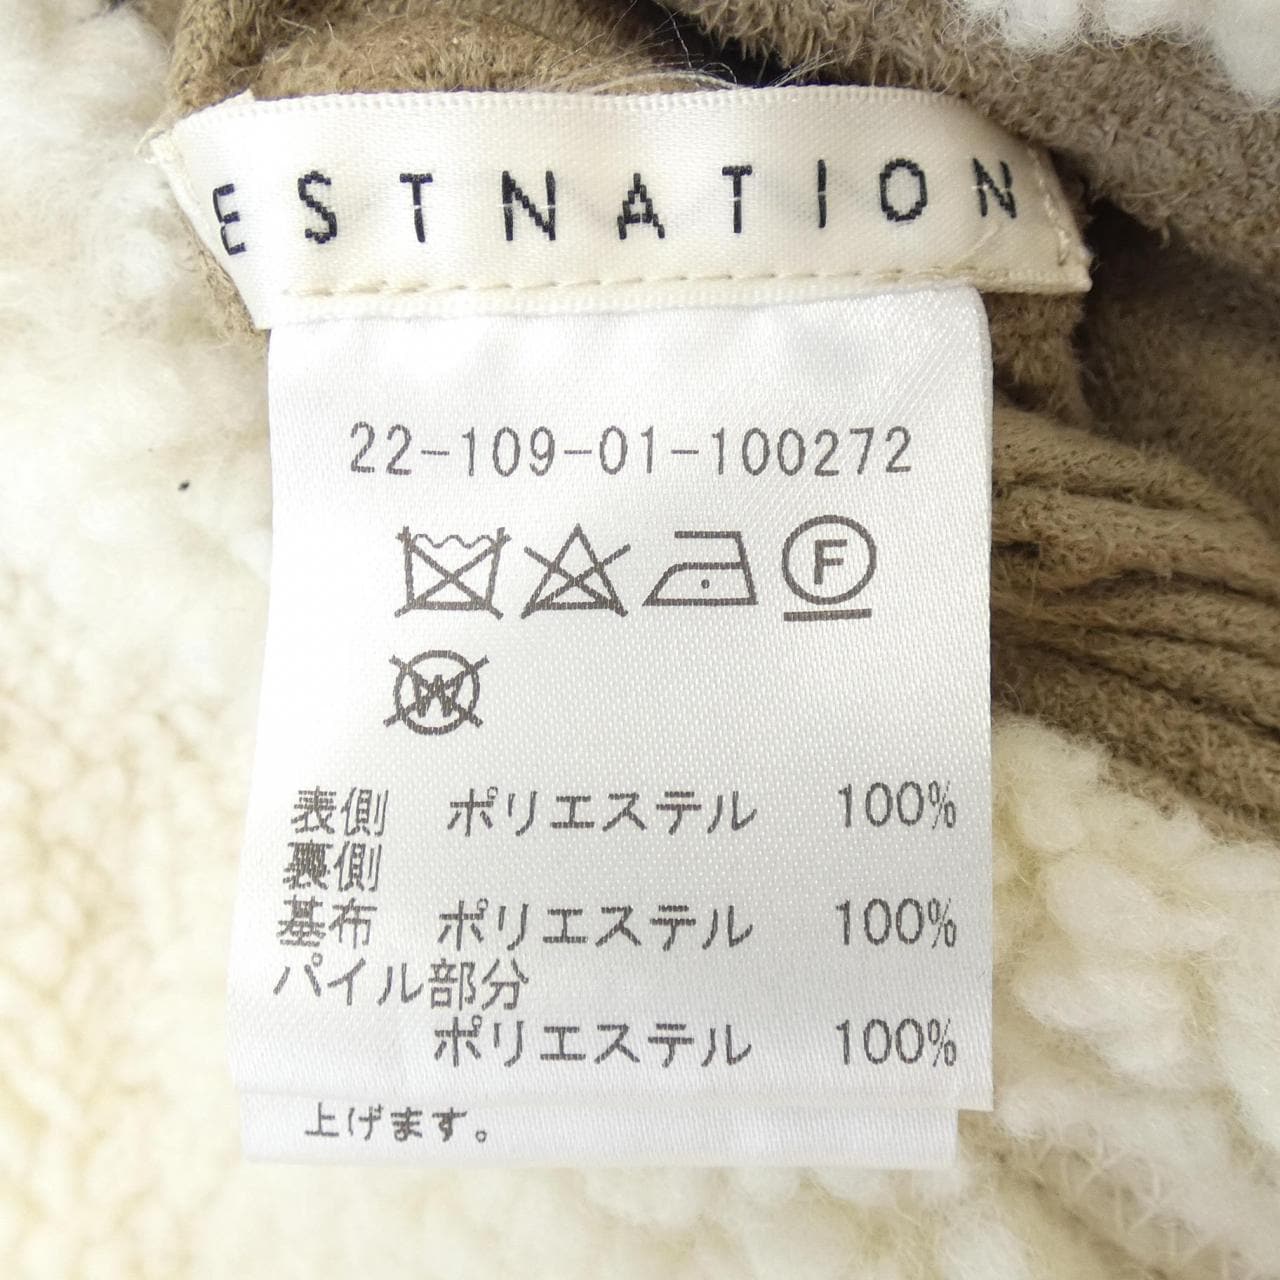 ESTNATION
22-109-01-100272
F
W
表側 ポリエステル 100%
裏側
基布 ポリエステル 100%
パイル部分
ポリエステル 100%
上げます。